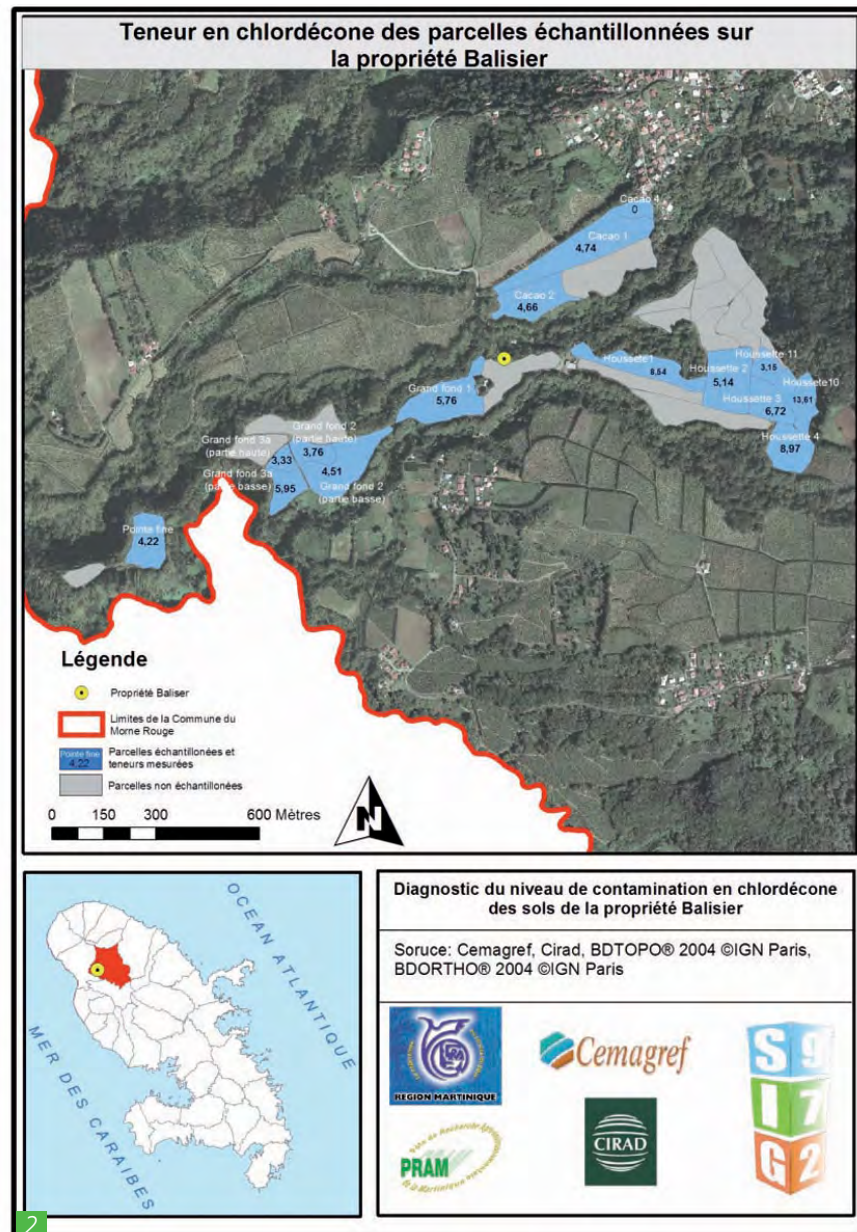 Teneur en chlordécone des parcelles échantillonnées sur
la propriété Balisier
Cacao 4
0
Cacao 1
4,74
Cacao 2
4,66
Houssete1
8,54
Houssette 11
3,15
Houssette 2
5,14
Houssete10
13,61
Houssette 3
6,72
Houssette 4
8,97
Grand fond 1
5,76
Grand fond 2
(partie haute)
3,76
Grand fond 3a
(partie haute)
3,33
4,51
Grand fond 2
(partie basse)
Grand fond 3a
(partie basse)
5,95
Pointe fine
4,22
Légende
Propriété Baliser
Limites de la Commune du
Morne Rouge
Pointe fine
4,22
Parcelles échantillonées et
teneurs mesurées
Parcelles non échantillonées
0 150 300 600 Mètres
N
OCEAN ATLANTIQUE
MER DES CARAIBES
Diagnostic du niveau de contamination en chlordécone
des sols de la propriété Balisier
Soruce: Cemagref, Cirad, BDTOPO® 2004 ©IGN Paris,
BDORTHO® 2004 ©IGN Paris
REGION MARTINIQUE
Cemagref
S9
I7
G2
PRAM
CIRAD
2